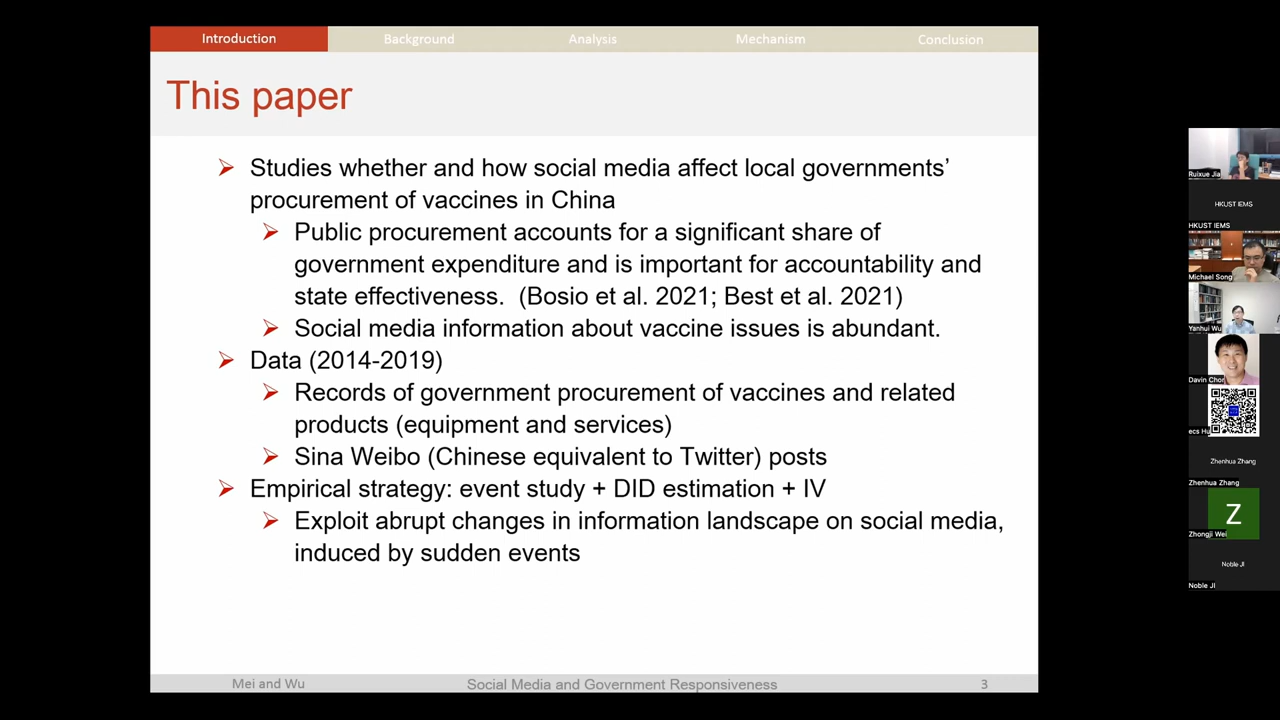 Introduction
Background
Analysis
Mechanism
Conclusion
This paper
Studies whether and how social media affect local governments’
procurement of vaccines in China
Public procurement accounts for a significant share of
government expenditure and is important for accountability and
state effectiveness. (Bosio et al. 2021; Best et al. 2021)
Social media information about vaccine issues is abundant.
Data (2014-2019)
Records of government procurement of vaccines and related
products (equipment and services)
Sina Weibo (Chinese equivalent to Twitter) posts
Empirical strategy: event study + DID estimation + IV
Exploit abrupt changes in information landscape on social media,
induced by sudden events
Mei and Wu
Social Media and Government Responsiveness
3
Ruixue Jia
HKUST IEMS
HKUST IEMS
Michael Song
Yanhui Wu
Davin Chor
ecs Hu
Zhenhua Zhang
Zhenhua Zhang
Z
Zhongji Wei
Noble JI
Noble JI